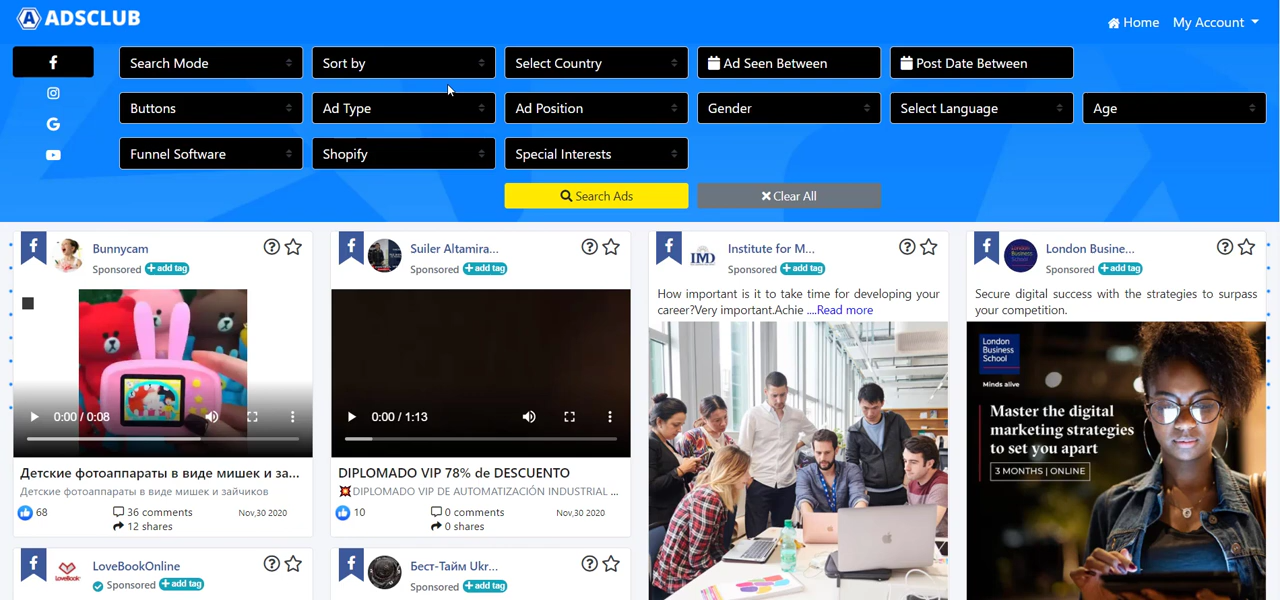 ADSCLUB
Home My Account
Search Mode Sort by Select Country Ad Seen Between Post Date Between
Buttons Ad Type Ad Position Gender Select Language Age
Funnel Software Shopify Special Interests
Search Ads Clear All
Bunnycam
Sponsored +add tag
0:00 / 0:08
Детские фотоаппараты в виде мишек и за...
Детские фотоаппараты в виде мишек и зайчиков
68 36 comments 12 shares Nov,30 2020
Suiler Altamira...
Sponsored +add tag
0:00 / 1:13
DIPLOMADO VIP 78% de DESCUENTO
💥DIPLOMADO VIP DE AUTOMATIZACIÓN INDUSTRIAL ...
10 0 comments 0 shares Nov,30 2020
IMD
Institute for M...
Sponsored +add tag
How important is it to take time for developing your
career?Very important.Achie ....Read more
London Busine...
Sponsored +add tag
Secure digital success with the strategies to surpass
your competition.
London
Business
School
Minds alive
Master the digital
marketing strategies
to set you apart
3 MONTHS | ONLINE
LoveBookOnline
Sponsored +add tag
Бест-Тайм Ukr...
Sponsored +add tag